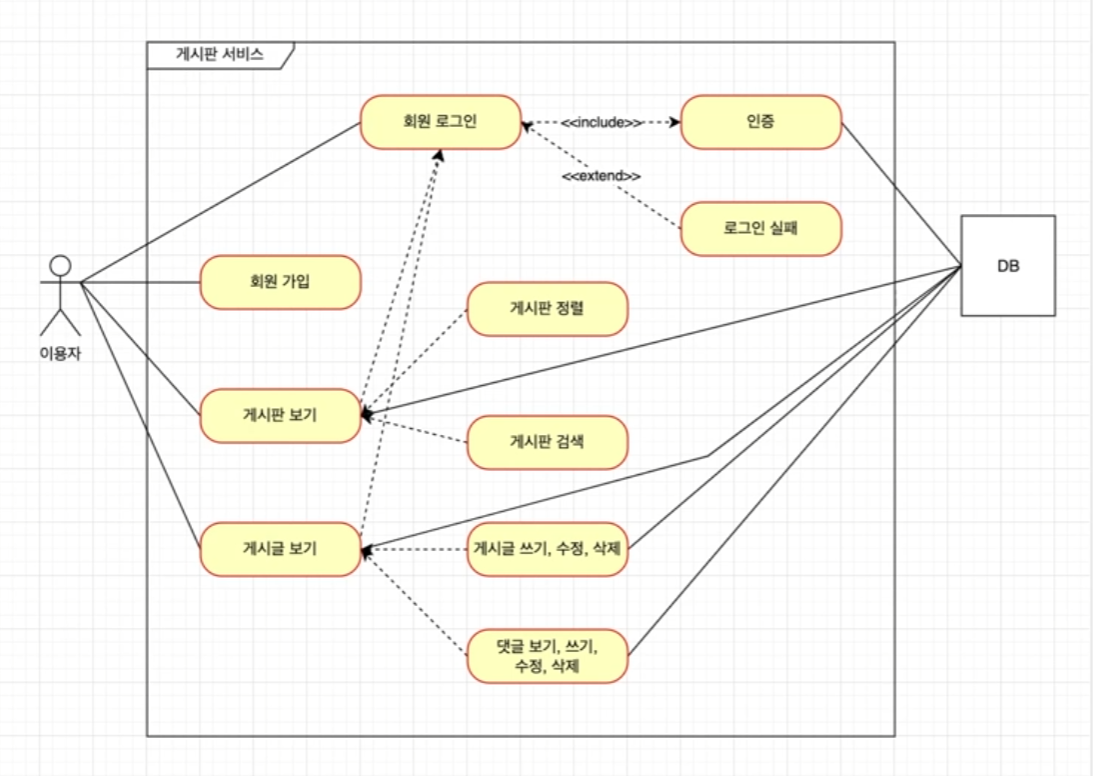 게시판 서비스
회원 로그인
<<include>>
인증
<<extend>>
로그인 실패
회원 가입
이용자
DB
게시판 정렬
게시판 보기
게시판 검색
게시글 보기
게시글 쓰기, 수정, 삭제
댓글 보기, 쓰기,
수정, 삭제